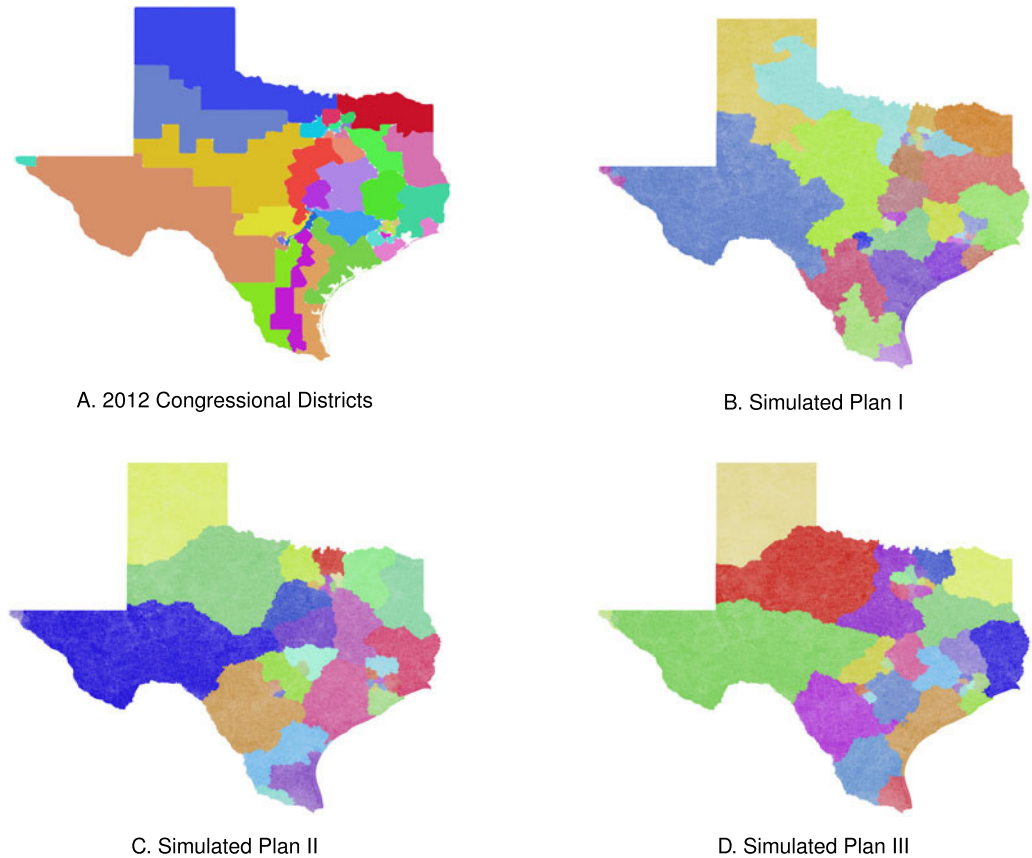 A. 2012 Congressional Districts
B. Simulated Plan I
C. Simulated Plan II
D. Simulated Plan III